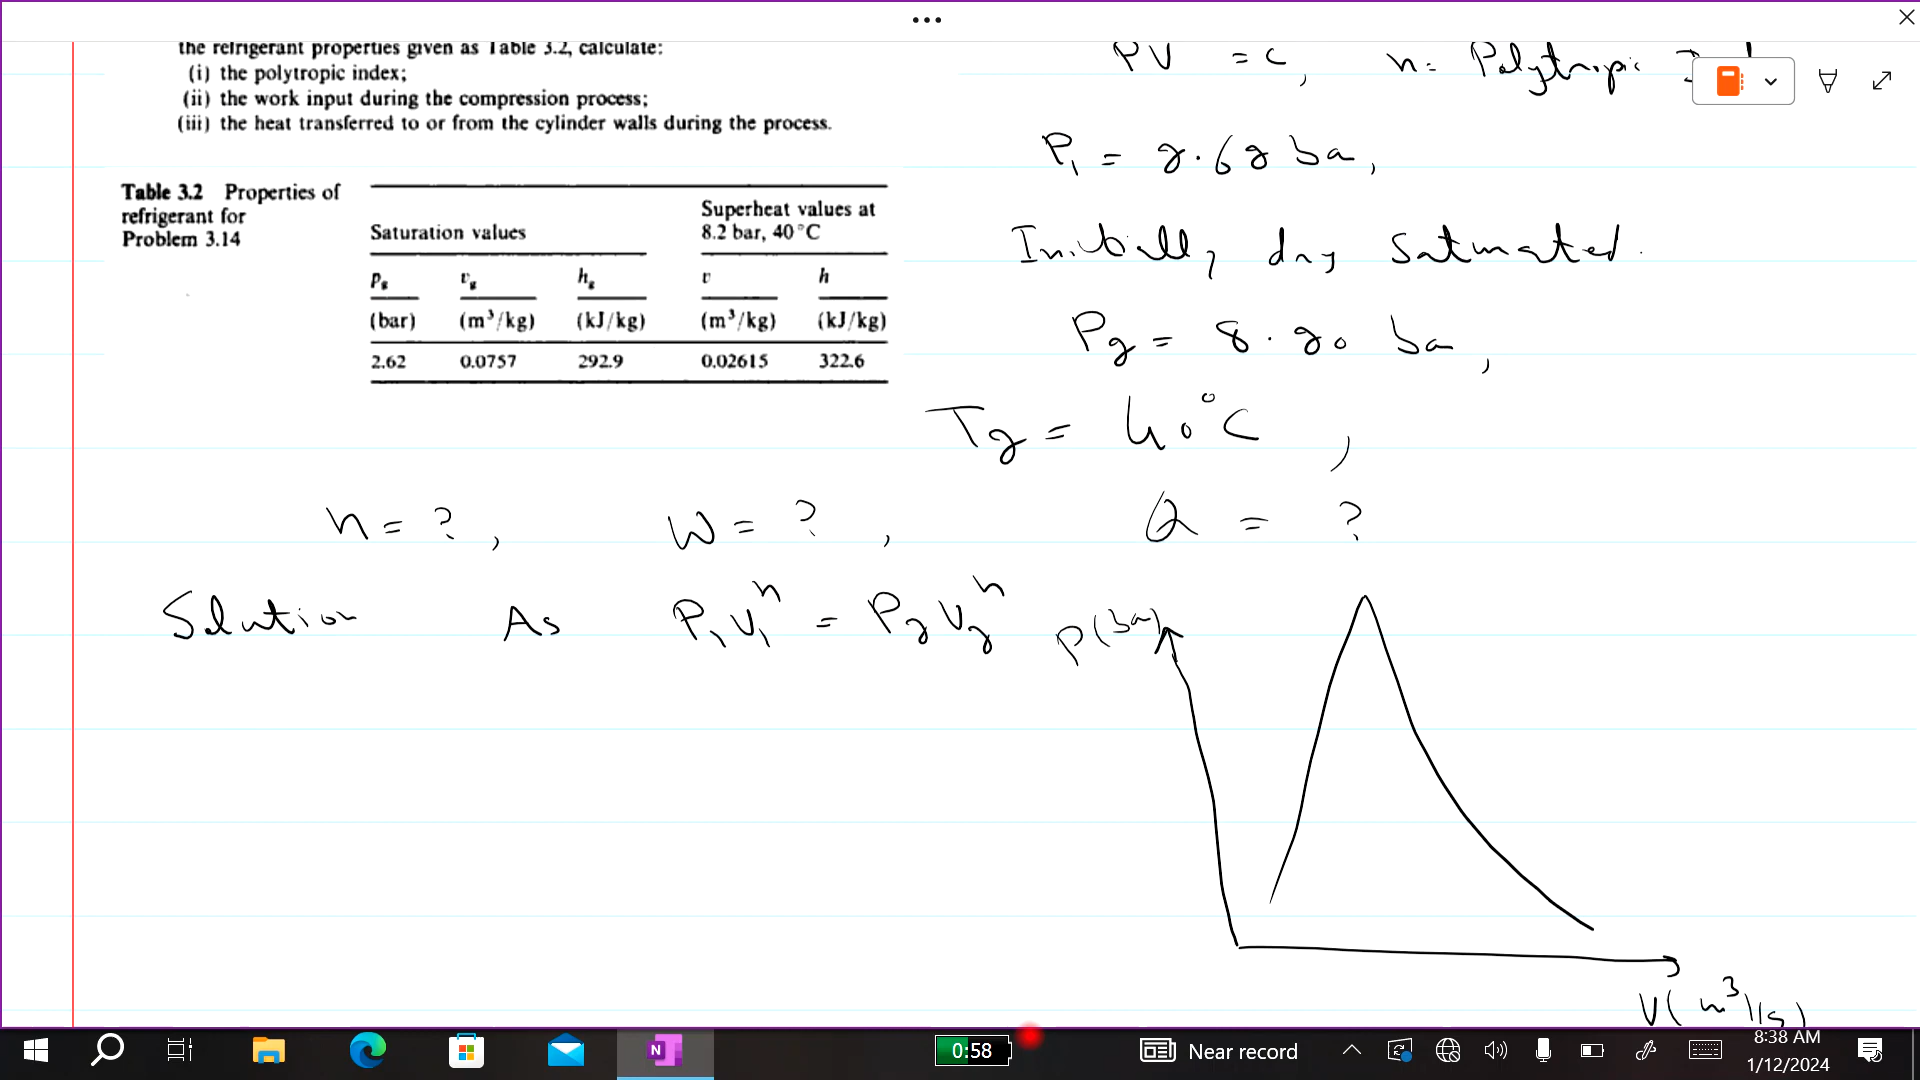 the refrigerant properties given as Table 3.2, calculate:
(i) the polytropic index;
(ii) the work input during the compression process;
(iii) the heat transferred to or from the cylinder walls during the process.
Table 3.2 Properties of
refrigerant for
Problem 3.14
Saturation values
Superheat values at
8.2 bar, 40°C
pg vg hg v h
(bar) (m³/kg) (kJ/kg) (m³/kg) (kJ/kg)
2.62 0.0757 292.9 0.02615 322.6
PV = c, n = Polytropic
P₁ = 2.62 bar,
Initially dry saturated.
P₂ = 8.20 bar,
T₂ = 40°C,
n = ?, W = ?, Q = ?
Solution As P₁V₁ⁿ = P₂V₂ⁿ
P(bar)
V(m³/kg)
0:58
Near record
8:38 AM
1/12/2024